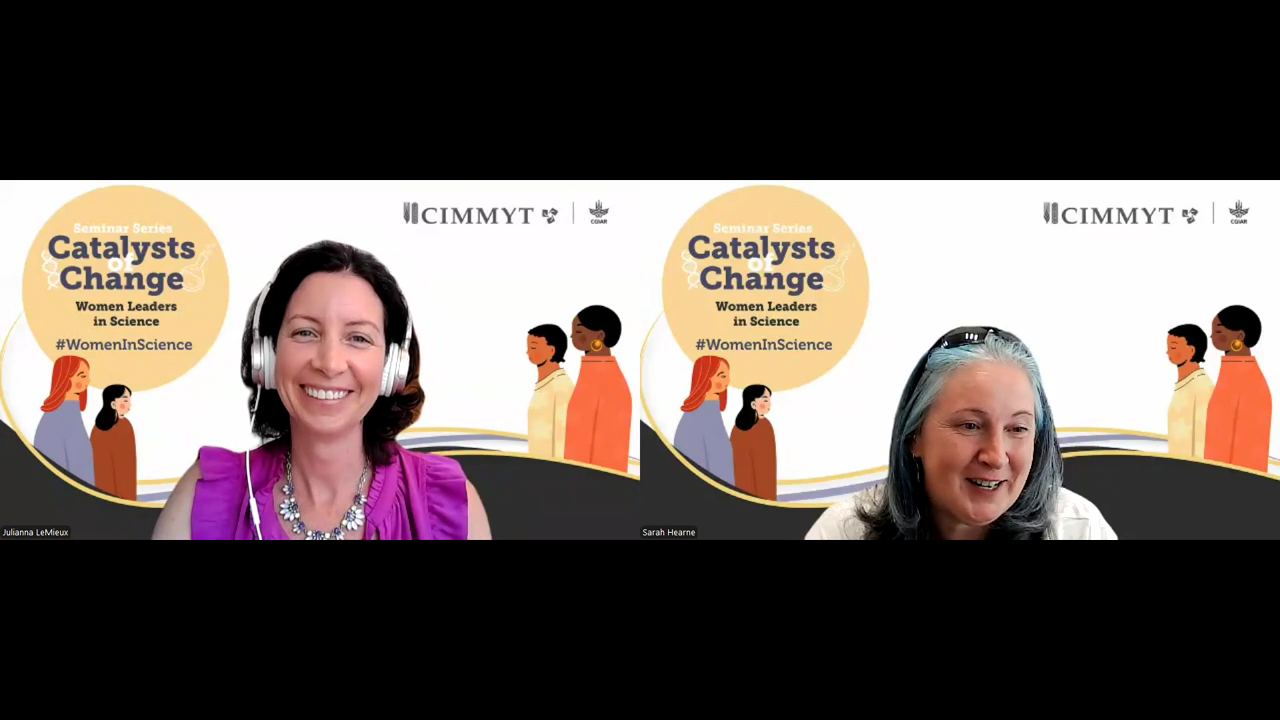 Seminar Series
Catalysts
of
Change
Women Leaders
in Science
#WomenInScience
CIMMYT
CGIAR
Julianna LeMieux
Seminar Series
Catalysts
of
Change
Women Leaders
in Science
#WomenInScience
CIMMYT
CGIAR
Sarah Hearne